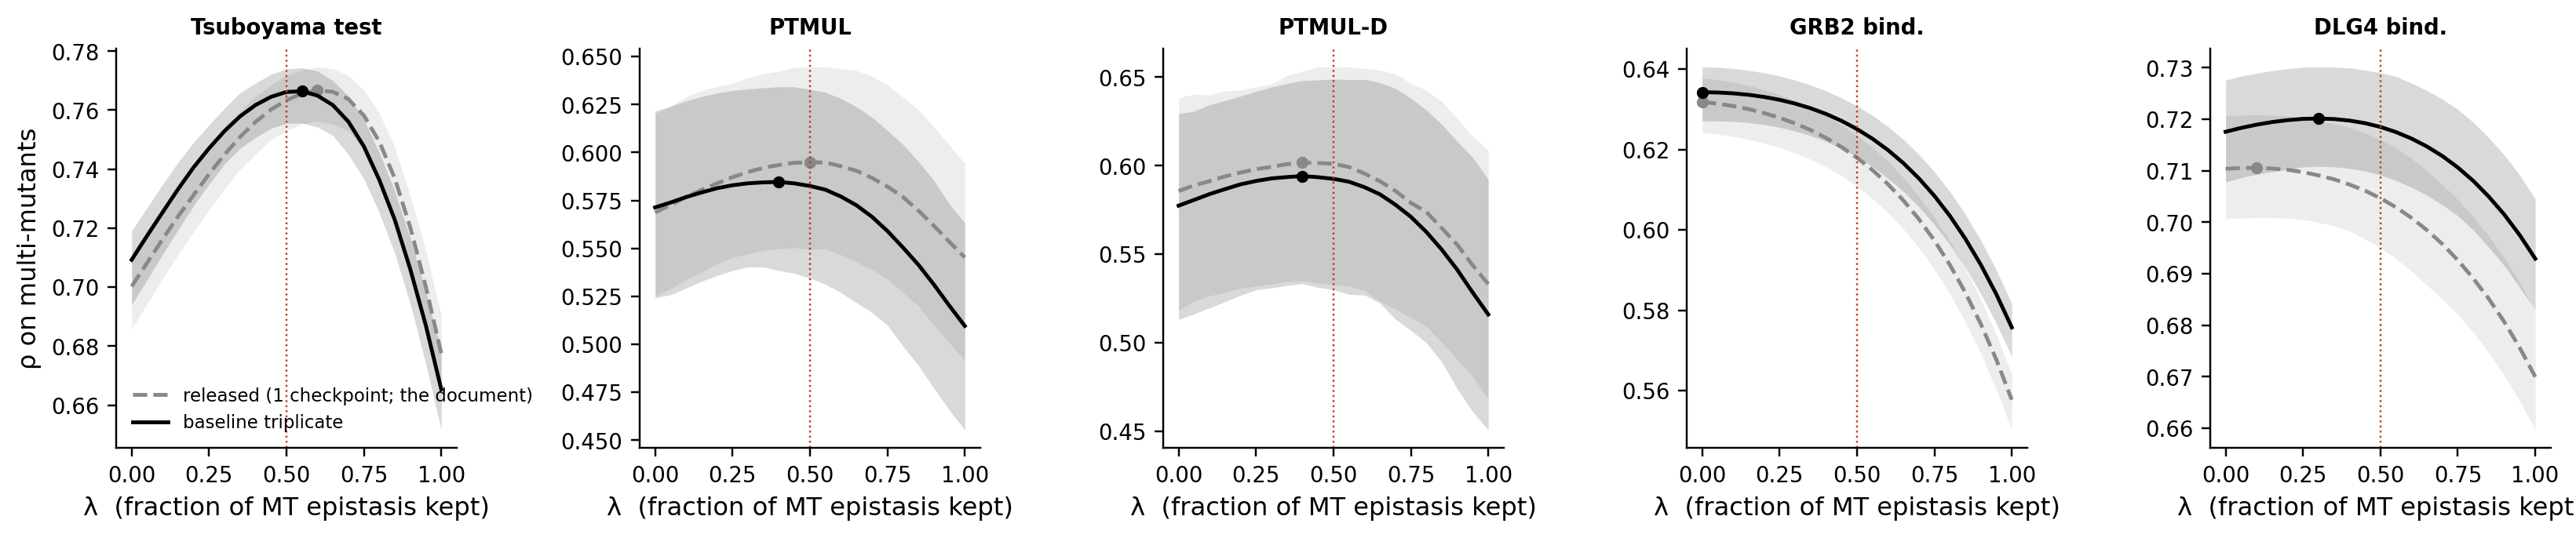 Tsuboyama test
PTMUL
PTMUL-D
GRB2 bind.
DLG4 bind.
ρ on multi-mutants
0.78
0.76
0.74
0.72
0.70
0.68
0.66
released (1 checkpoint; the document)
baseline triplicate
0.00 0.25 0.50 0.75 1.00
λ (fraction of MT epistasis kept)
0.650
0.625
0.600
0.575
0.550
0.525
0.500
0.475
0.450
0.00 0.25 0.50 0.75 1.00
λ (fraction of MT epistasis kept)
0.65
0.60
0.55
0.50
0.45
0.00 0.25 0.50 0.75 1.00
λ (fraction of MT epistasis kept)
0.64
0.62
0.60
0.58
0.56
0.00 0.25 0.50 0.75 1.00
λ (fraction of MT epistasis kept)
0.73
0.72
0.71
0.70
0.69
0.68
0.67
0.66
0.00 0.25 0.50 0.75 1.00
λ (fraction of MT epistasis kept